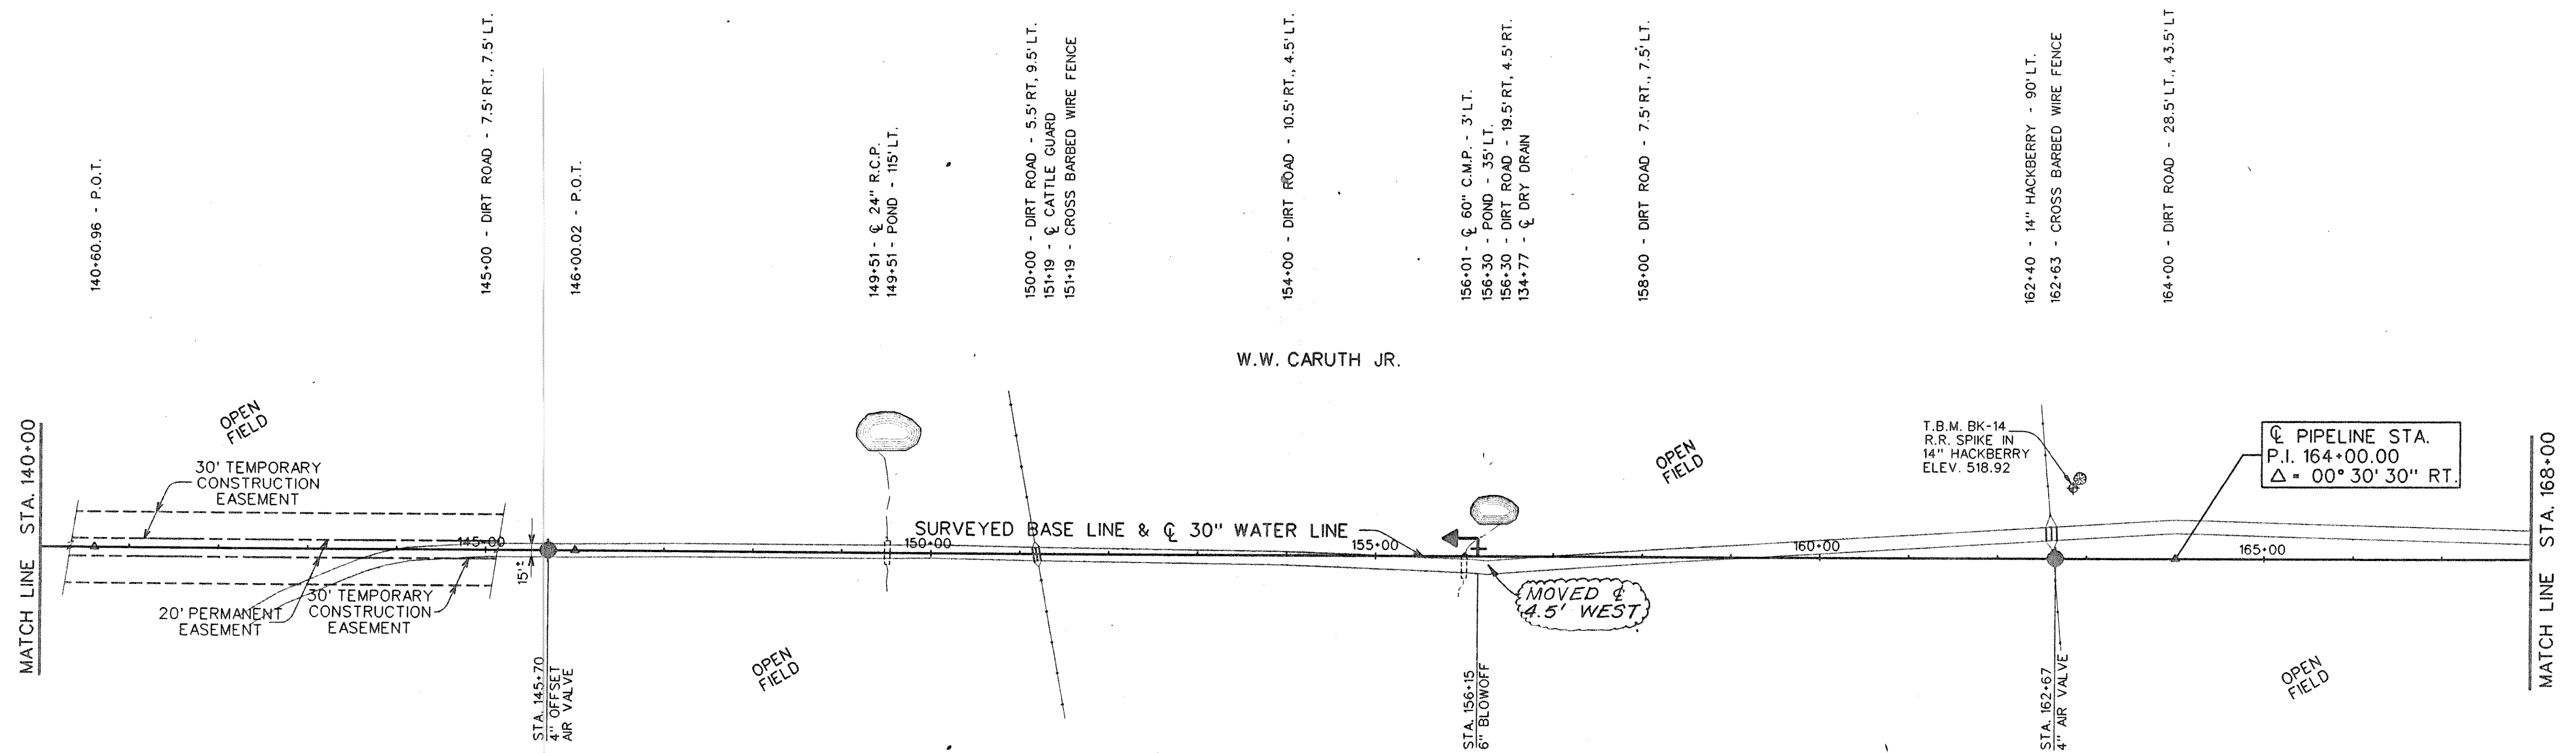 140+60.96 - P.O.T.
145+00 - DIRT ROAD - 7.5' RT., 7.5' LT.
146+00.02 - P.O.T.
149+51 - ℄ 24" R.C.P.
149+51 - POND - 115' LT.
150+00 - DIRT ROAD - 5.5' RT., 9.5' LT.
151+19 - ℄ CATTLE GUARD
151+19 - CROSS BARBED WIRE FENCE
154+00 - DIRT ROAD - 10.5' RT., 4.5' LT.
156+01 - ℄ 60" C.M.P. - 3' LT.
156+30 - POND - 35' LT.
156+30 - DIRT ROAD - 19.5' RT., 4.5' RT.
134+77 - ℄ DRY DRAIN
158+00 - DIRT ROAD - 7.5' RT., 7.5' LT.
162+40 - 14" HACKBERRY - 90' LT.
162+63 - CROSS BARBED WIRE FENCE
164+00 - DIRT ROAD - 28.5' LT., 43.5' LT
W.W. CARUTH JR.
MATCH LINE STA. 140+00
OPEN
FIELD
30' TEMPORARY
CONSTRUCTION
EASEMENT
20' PERMANENT
EASEMENT
30' TEMPORARY
CONSTRUCTION
EASEMENT
145+00
15'±
STA. 145+70
4" OFFSET
AIR VALVE
OPEN
FIELD
150+00
SURVEYED BASE LINE & ℄ 30" WATER LINE
155+00
STA. 156+15
6" BLOWOFF
MOVED ℄
4.5' WEST
OPEN
FIELD
160+00
T.B.M. BK-14
R.R. SPIKE IN
14" HACKBERRY
ELEV. 518.92
STA. 162+67
4" AIR VALVE
℄ PIPELINE STA.
P.I. 164+00.00
△ = 00° 30' 30" RT.
165+00
OPEN
FIELD
MATCH LINE STA. 168+00